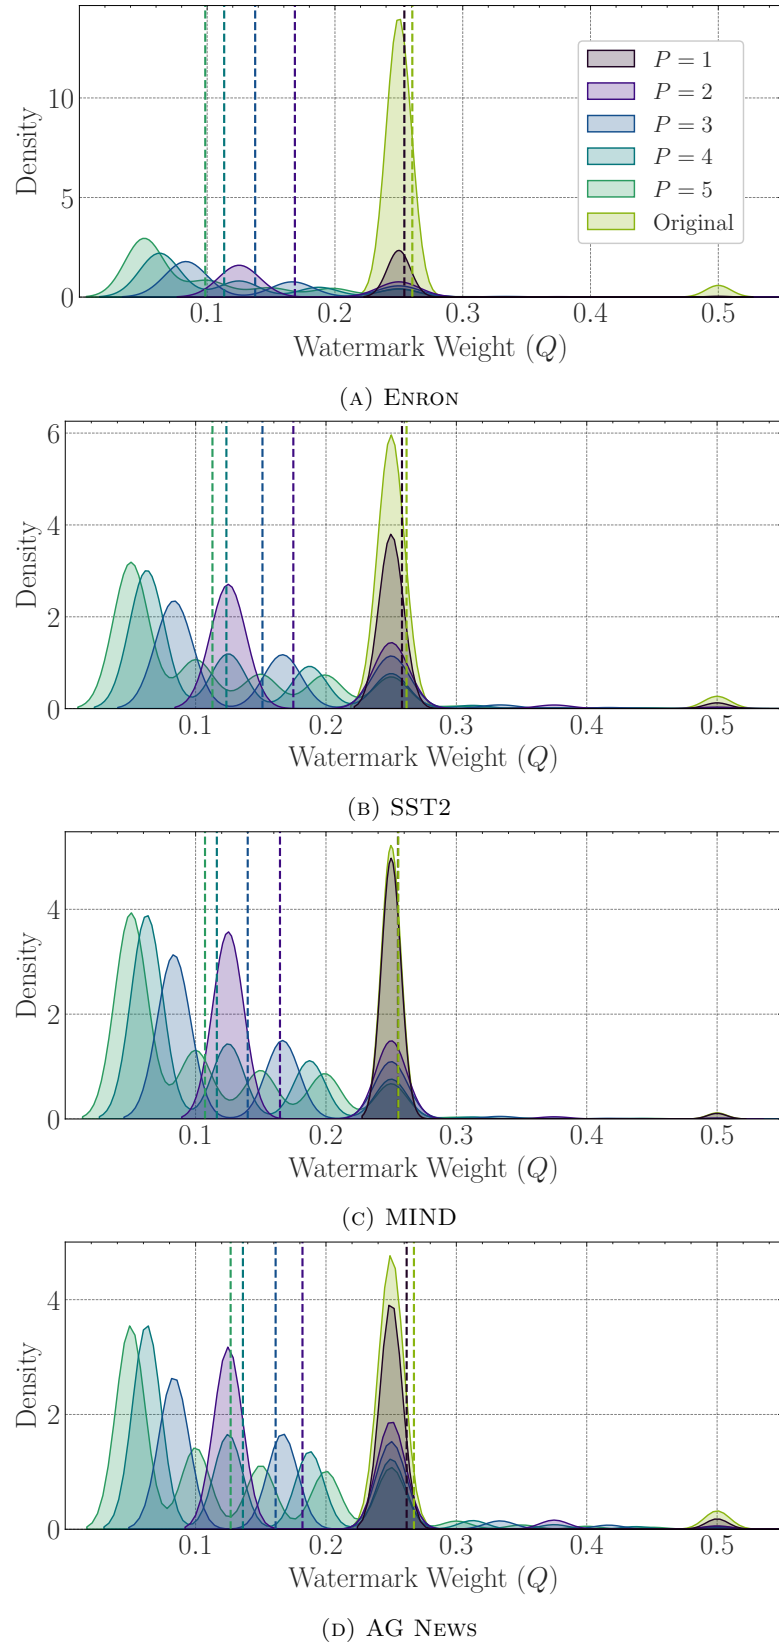 10
5
0
Density
P = 1
P = 2
P = 3
P = 4
P = 5
Original
0.1 0.2 0.3 0.4 0.5
Watermark Weight (Q)
(A) ENRON
6
4
2
0
Density
0.1 0.2 0.3 0.4 0.5
Watermark Weight (Q)
(B) SST2
4
2
0
Density
0.1 0.2 0.3 0.4 0.5
Watermark Weight (Q)
(C) MIND
4
2
0
Density
0.1 0.2 0.3 0.4 0.5
Watermark Weight (Q)
(D) AG NEWS